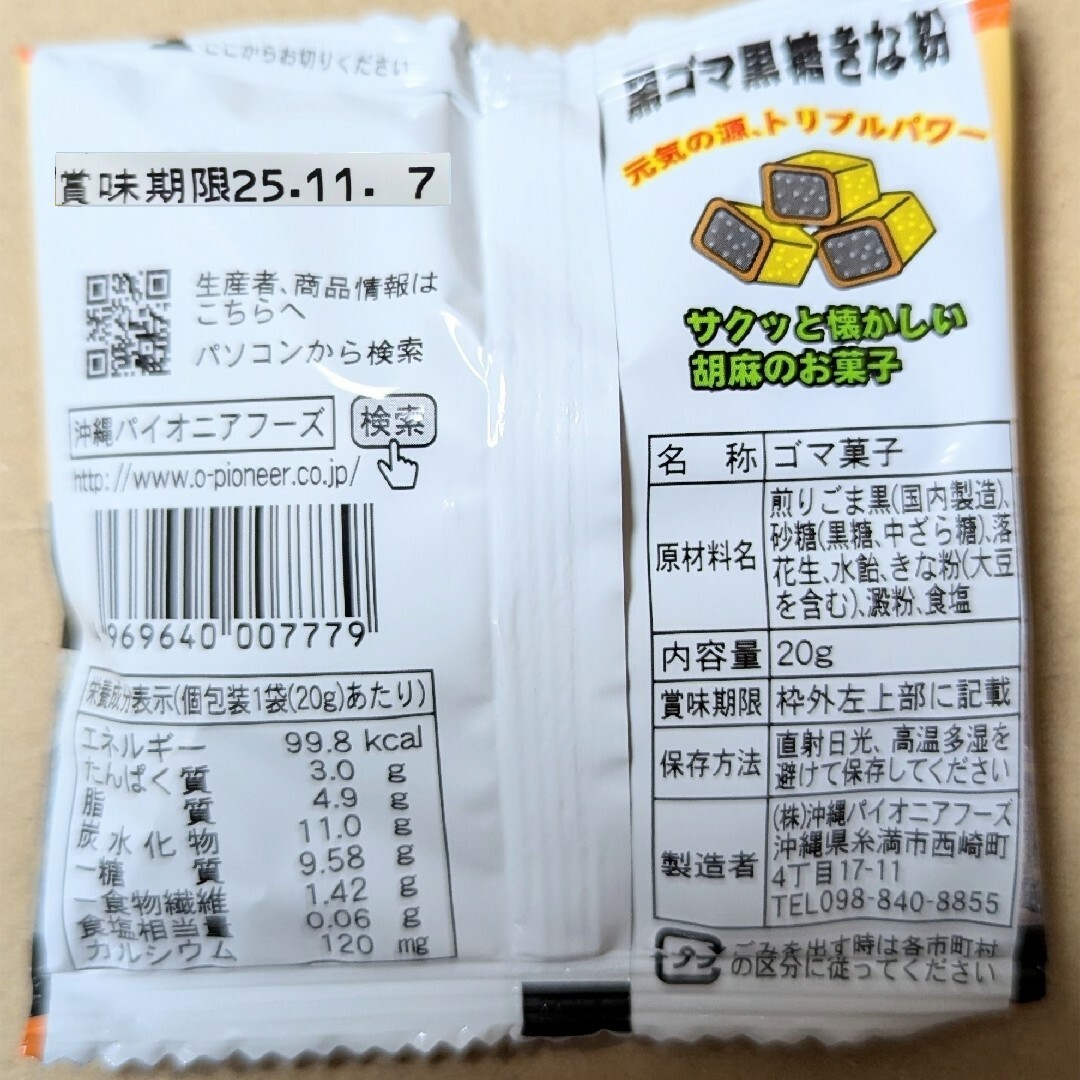 ここからお切りください
賞味期限25.11. 7
生産者、商品情報は
こちらへ
パソコンから検索
沖縄パイオニアフーズ 検索
http://www.o-pioneer.co.jp/
969640 007779
栄養成分表示(個包装1袋(20g)あたり)
エネルギー 99.8 kcal
たんぱく質 3.0 g
脂質 4.9 g
炭水化物 11.0 g
―糖質 9.58 g
―食物繊維 1.42 g
食塩相当量 0.06 g
カルシウム 120 mg
黒ゴマ黒糖きな粉
元気の源、トリプルパワー
サクッと懐かしい
胡麻のお菓子
名称 ゴマ菓子
原材料名 煎りごま黒(国内製造)、
砂糖(黒糖、中ざら糖)、落
花生、水飴、きな粉(大豆
を含む)、澱粉、食塩
内容量 20g
賞味期限 枠外左上部に記載
保存方法 直射日光、高温多湿を
避けて保存してください
製造者 (株)沖縄パイオニアフーズ
沖縄県糸満市西崎町
4丁目17-11
TEL098-840-8855
プラ
ごみを出す時は各市町村
の区分に従ってください